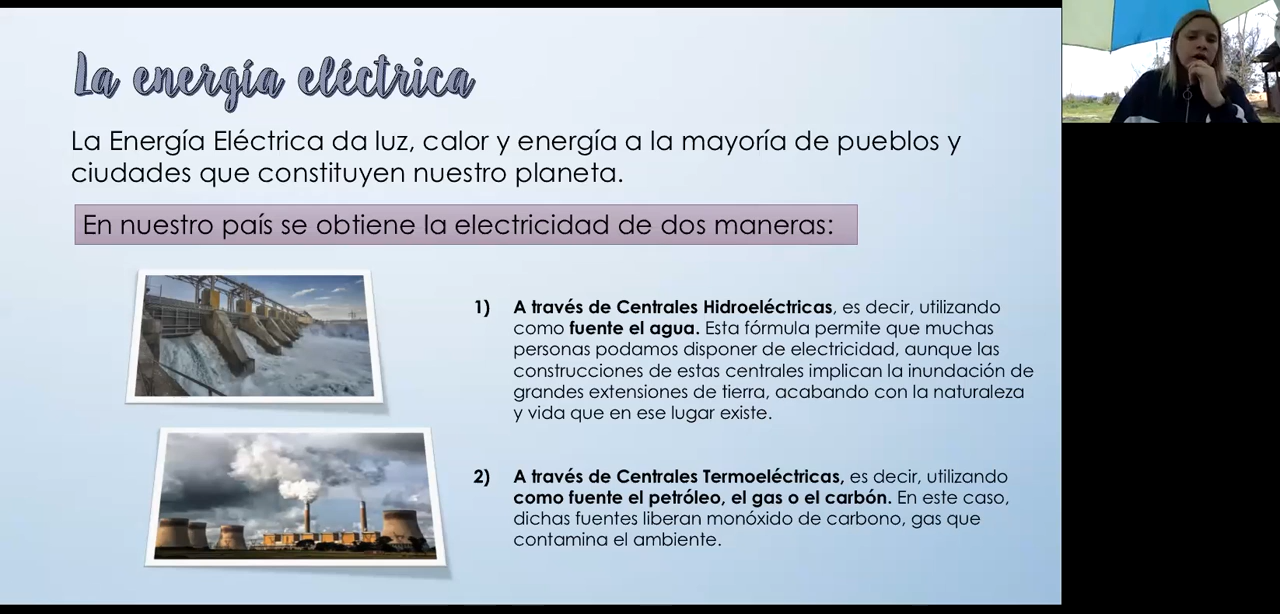 La energía eléctrica
La Energía Eléctrica da luz, calor y energía a la mayoría de pueblos y
ciudades que constituyen nuestro planeta.
En nuestro país se obtiene la electricidad de dos maneras:
1) A través de Centrales Hidroeléctricas, es decir, utilizando
como fuente el agua. Esta fórmula permite que muchas
personas podamos disponer de electricidad, aunque las
construcciones de estas centrales implican la inundación de
grandes extensiones de tierra, acabando con la naturaleza
y vida que en ese lugar existe.
2) A través de Centrales Termoeléctricas, es decir, utilizando
como fuente el petróleo, el gas o el carbón. En este caso,
dichas fuentes liberan monóxido de carbono, gas que
contamina el ambiente.